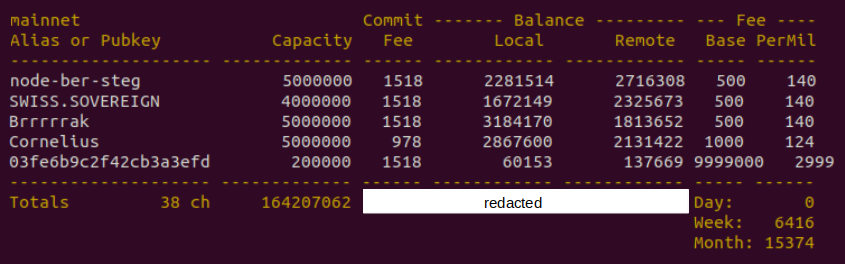 mainnet Commit ------- Balance --------- --- Fee ----
Alias or Pubkey Capacity Fee Local Remote Base PerMil
-------------------- ------------- ------ ------------ ------------ ----- ------
node-ber-steg 5000000 1518 2281514 2716308 500 140
SWISS.SOVEREIGN 4000000 1518 1672149 2325673 500 140
Brrrrrak 5000000 1518 3184170 1813652 500 140
Cornelius 5000000 978 2867600 2131422 1000 124
03fe6b9c2f42cb3a3efd 200000 1518 60153 137669 9999000 2999
-------------------- ------------- ------ ------------ ------------ ----- ------
Totals 38 ch 164207062 redacted Day: 0
Week: 6416
Month: 15374